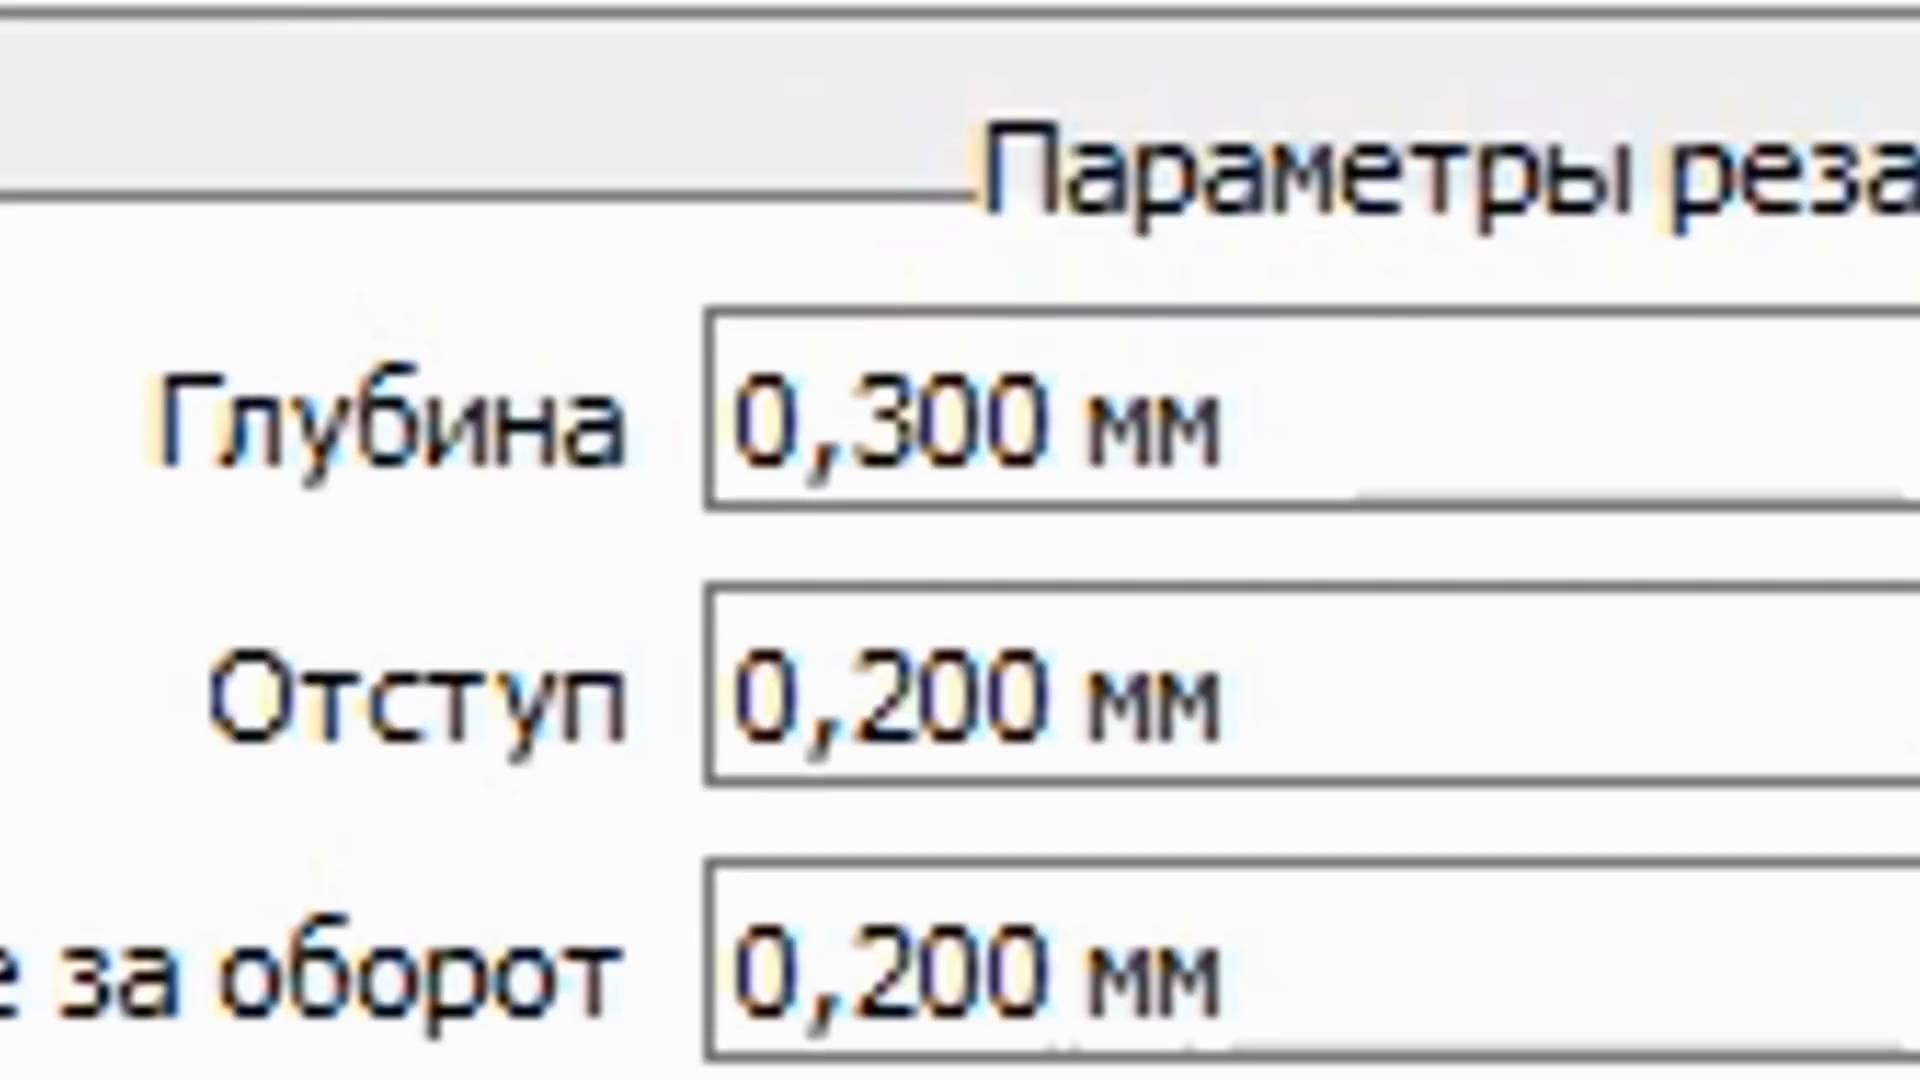 Параметры реза
Глубина 0,300 мм
Отступ 0,200 мм
е за оборот 0,200 мм